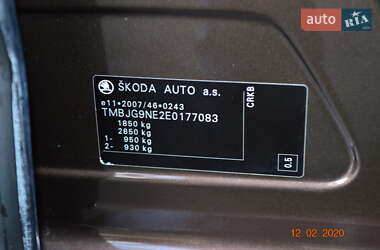 auto RIA
ŠKODA AUTO a.s.
e11*2007/46*0243
TMBJG9NE2E0177083
1850 kg
2650 kg
1- 950 kg
2- 930 kg
CRKB
0.5
12 02 2020